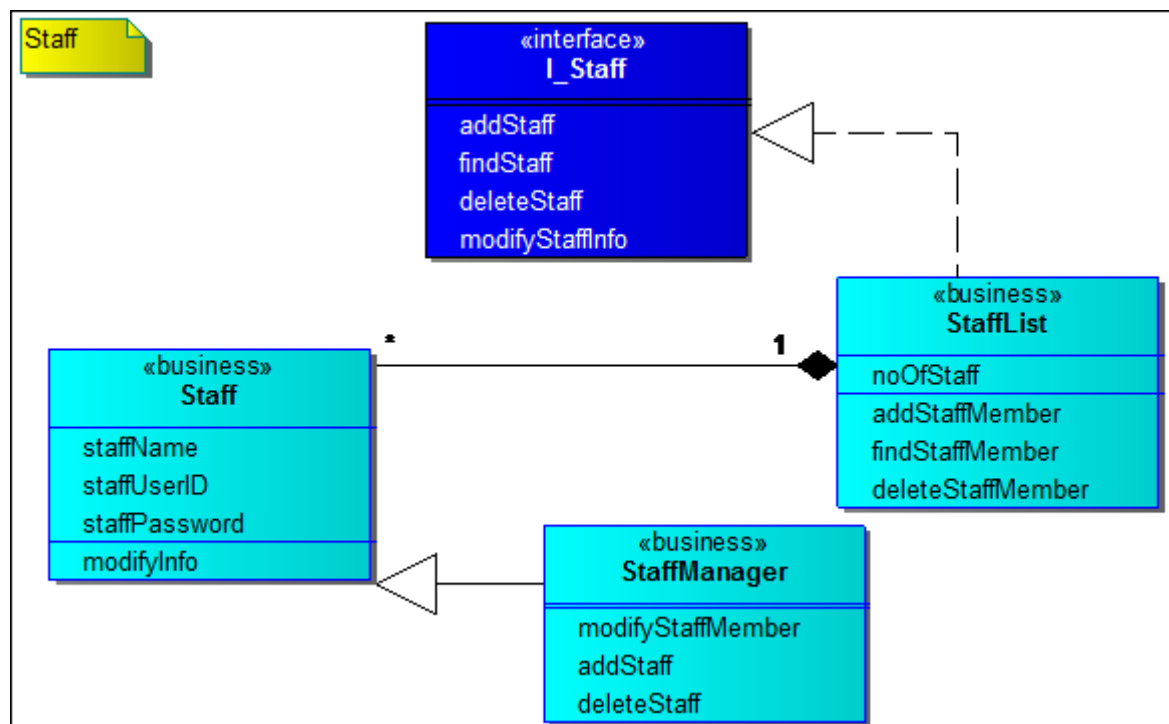 Staff
«interface»
I_Staff
addStaff
findStaff
deleteStaff
modifyStaffInfo
«business»
StaffList
noOfStaff
addStaffMember
findStaffMember
deleteStaffMember
*
1
«business»
Staff
staffName
staffUserID
staffPassword
modifyInfo
«business»
StaffManager
modifyStaffMember
addStaff
deleteStaff